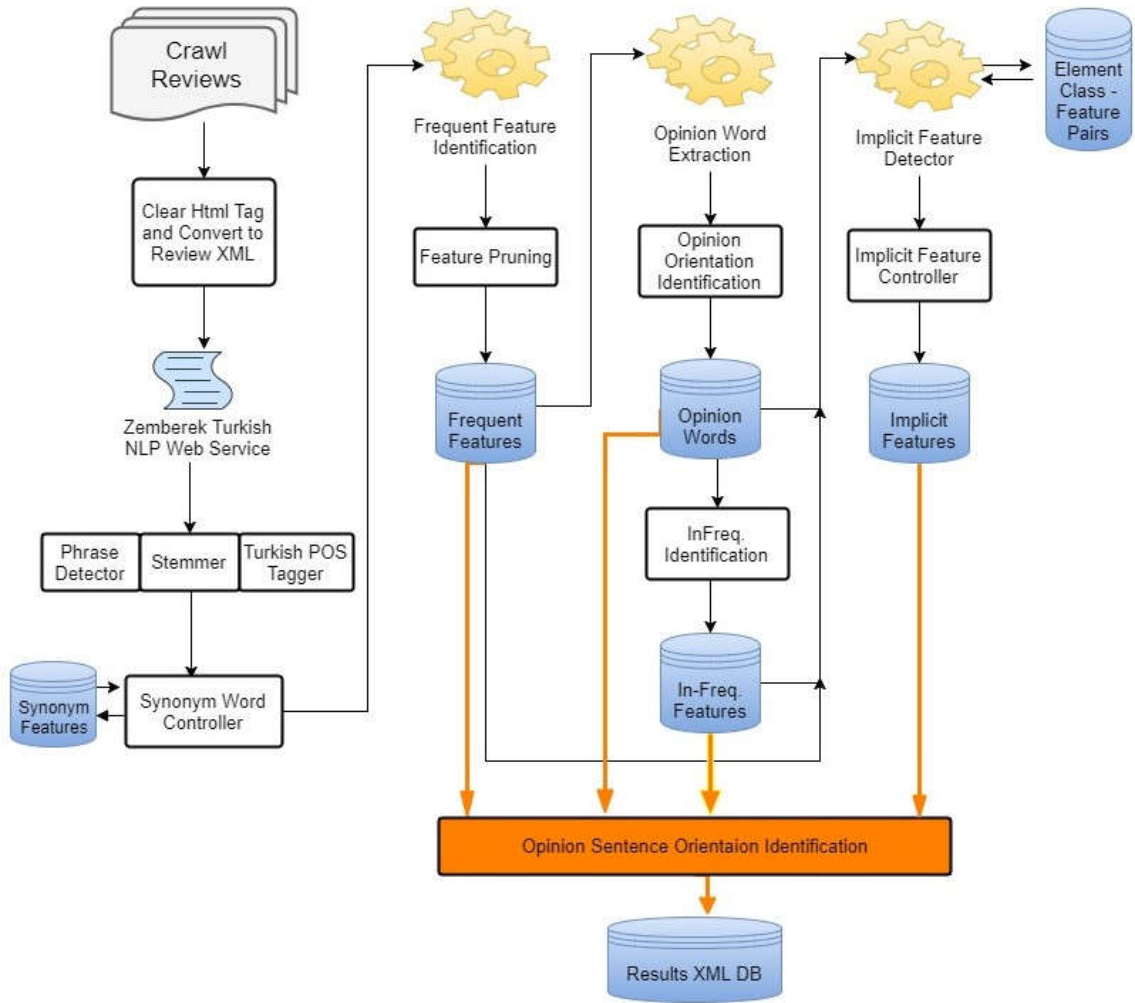 Crawl
Reviews
Clear Html Tag
and Convert to
Review XML
Zemberek Turkish
NLP Web Service
Phrase
Detector
Stemmer
Turkish POS
Tagger
Synonym
Features
Synonym Word
Controller
Frequent Feature
Identification
Feature Pruning
Frequent
Features
Opinion Word
Extraction
Opinion
Orientation
Identification
Opinion
Words
InFreq.
Identification
In-Freq.
Features
Implicit Feature
Detector
Element
Class -
Feature
Pairs
Implicit Feature
Controller
Implicit
Features
Opinion Sentence Orientaion Identification
Results XML DB